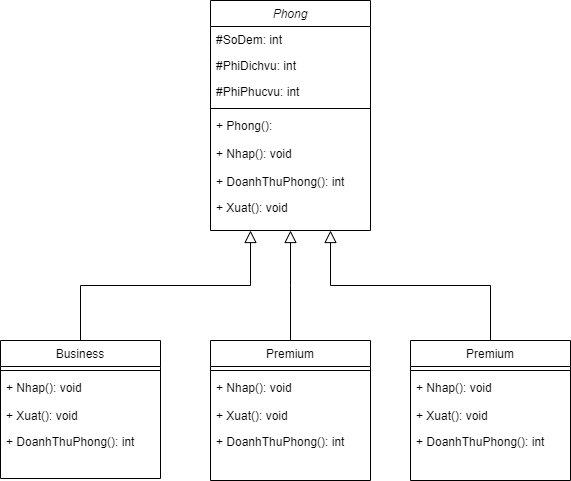 Phong
#SoDem: int
#PhiDichvu: int
#PhiPhucvu: int
+ Phong():
+ Nhap(): void
+ DoanhThuPhong(): int
+ Xuat(): void
Business
+ Nhap(): void
+ Xuat(): void
+ DoanhThuPhong(): int
Premium
+ Nhap(): void
+ Xuat(): void
+ DoanhThuPhong(): int
Premium
+ Nhap(): void
+ Xuat(): void
+ DoanhThuPhong(): int